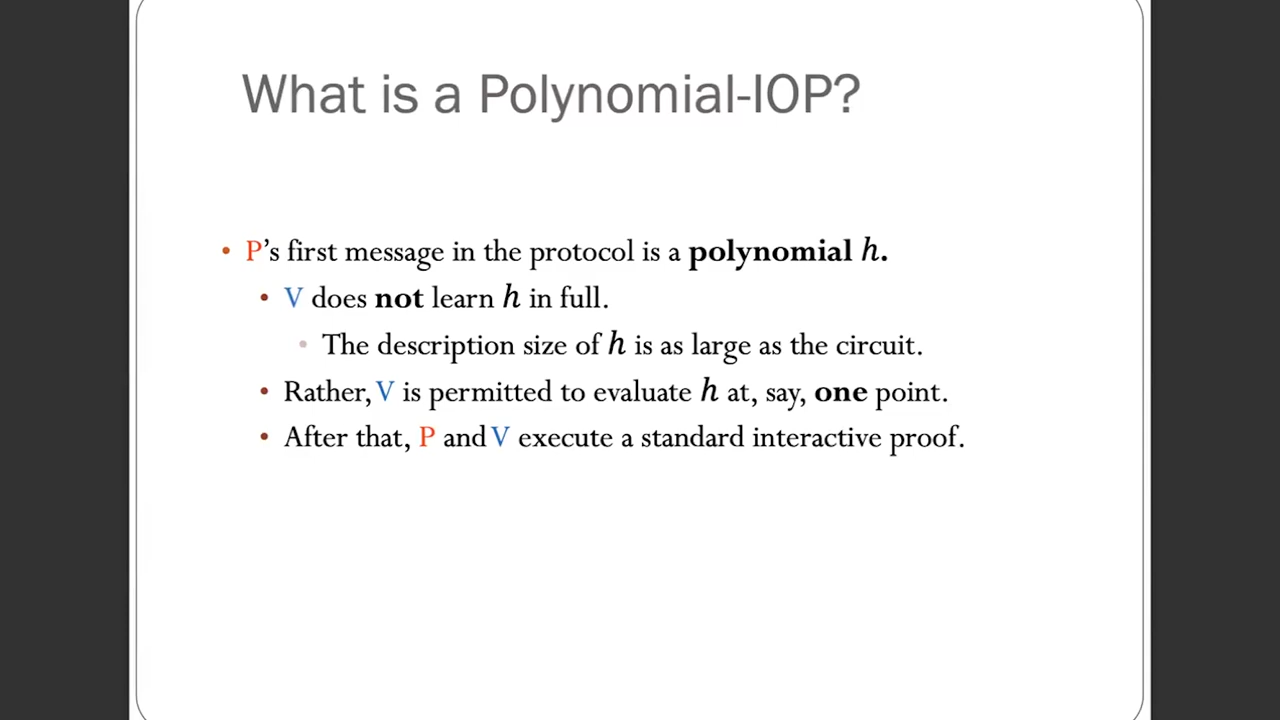 What is a Polynomial-IOP?
• P's first message in the protocol is a polynomial h.
• V does not learn h in full.
• The description size of h is as large as the circuit.
• Rather, V is permitted to evaluate h at, say, one point.
• After that, P and V execute a standard interactive proof.